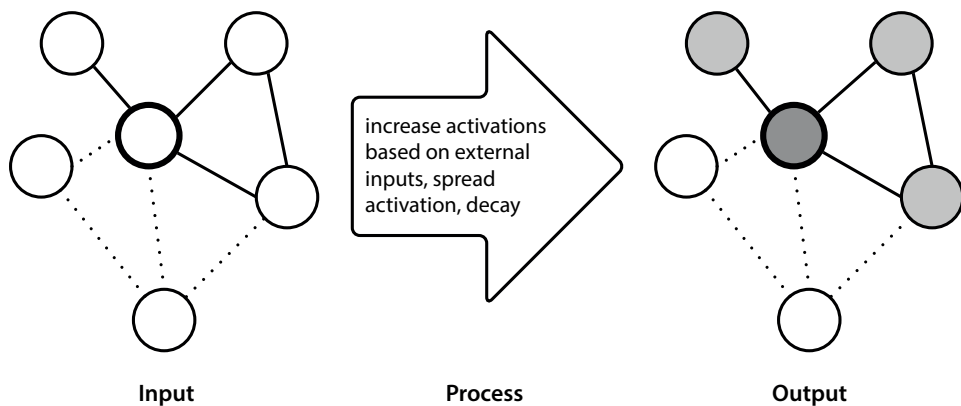 increase activations
based on external
inputs, spread
activation, decay
Input
Process
Output